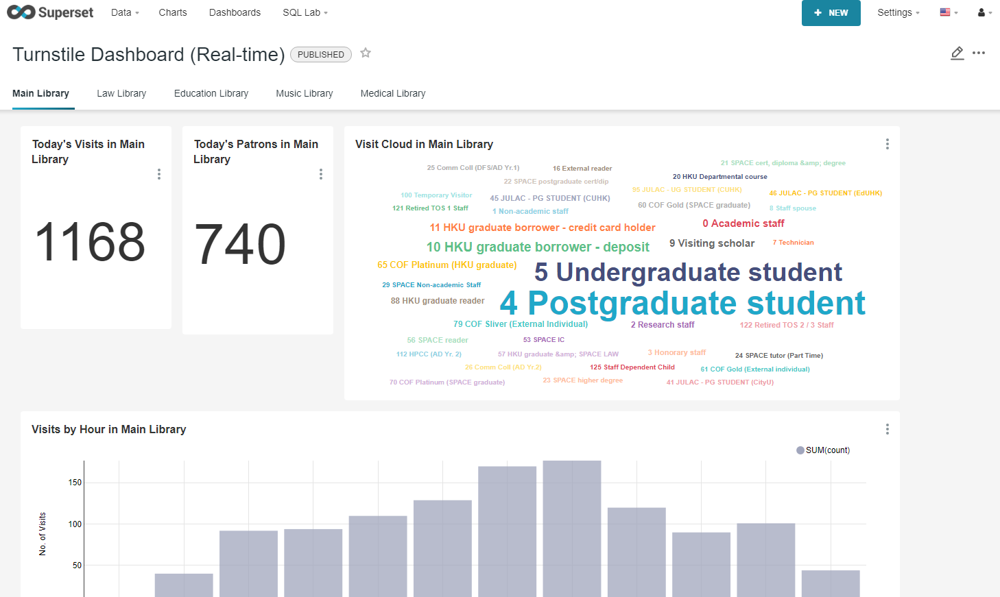 Superset
Data
Charts
Dashboards
SQL Lab
+ NEW
Settings
Turnstile Dashboard (Real-time)
PUBLISHED
Main Library
Law Library
Education Library
Music Library
Medical Library
Today's Visits in Main
Library
1168
Today's Patrons in Main
Library
740
Visit Cloud in Main Library
21 SPACE cert, diploma &amp; degree
25 Comm Coll (DFS/AD Yr.1)
16 External reader
20 HKU Departmental course
22 SPACE postgraduate cert/dip
95 JULAC - UG STUDENT (CUHK)
46 JULAC - PG STUDENT (EdUHK)
100 Temporary Visitor
45 JULAC - PG STUDENT (CUHK)
60 COF Gold (SPACE graduate)
8 Staff spouse
121 Retired TOS 1 Staff
1 Non-academic staff
0 Academic staff
11 HKU graduate borrower - credit card holder
10 HKU graduate borrower - deposit
9 Visiting scholar
7 Technician
65 COF Platinum (HKU graduate)
5 Undergraduate student
29 SPACE Non-academic Staff
88 HKU graduate reader
4 Postgraduate student
79 COF Sliver (External Individual)
2 Research staff
122 Retired TOS 2 / 3 Staff
56 SPACE reader
53 SPACE IC
112 HPCC (AD Yr. 2)
57 HKU graduate &amp; SPACE LAW
3 Honorary staff
24 SPACE tutor (Part Time)
26 Comm Coll (AD Yr.2)
125 Staff Dependent Child
61 COF Gold (External individual)
70 COF Platinum (SPACE graduate)
23 SPACE higher degree
41 JULAC - PG STUDENT (CityU)
Visits by Hour in Main Library
SUM(count)
No. of Visits
150
100
50